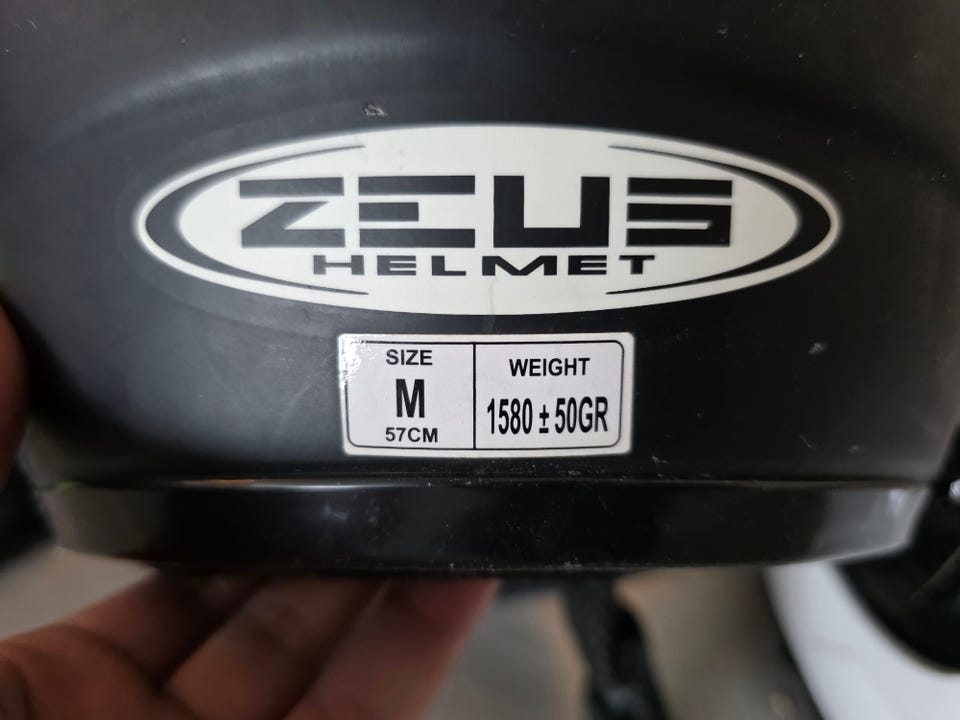 ZEUS
HELMET
SIZE
M
57CM
WEIGHT
1580 ± 50GR